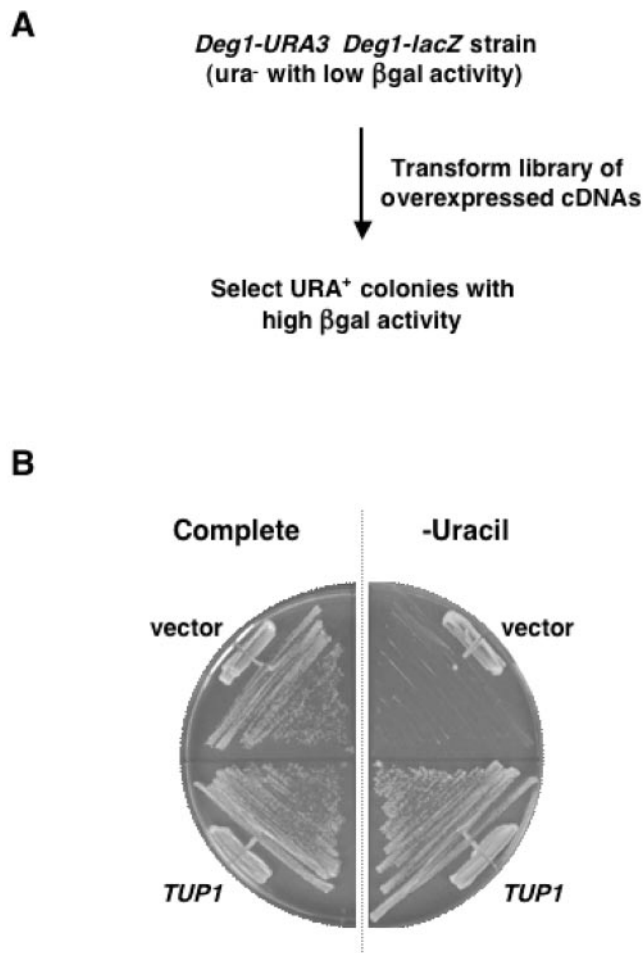 A
Deg1-URA3 Deg1-lacZ strain
(ura- with low βgal activity)
Transform library of
overexpressed cDNAs
Select URA+ colonies with
high βgal activity
B
Complete
-Uracil
vector
vector
TUP1
TUP1